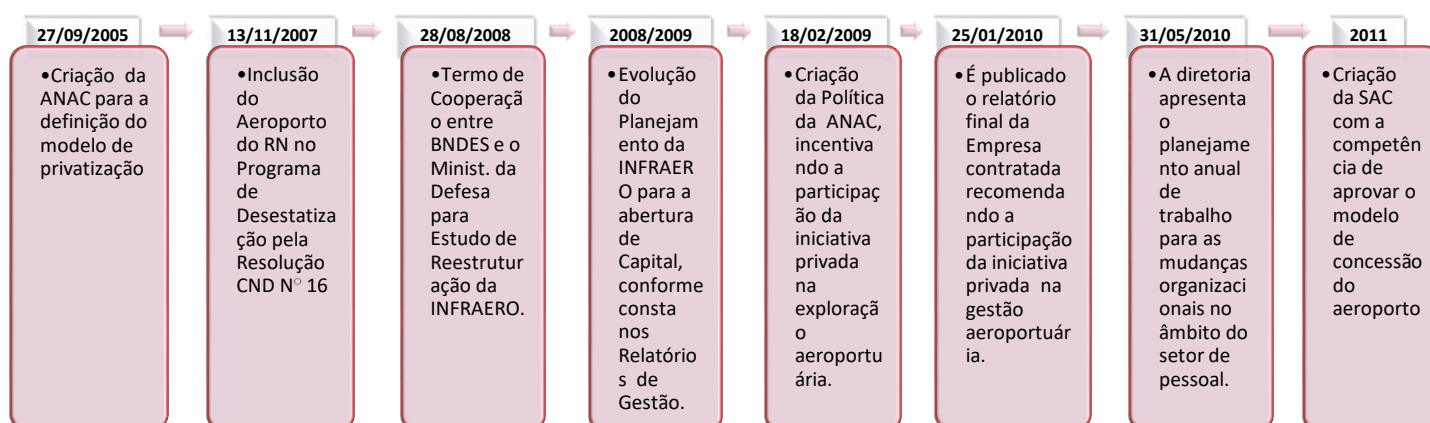 27/09/2005
•Criação da
ANAC para a
definição do
modelo de
privatização
13/11/2007
•Inclusão
do
Aeroporto
do RN no
Programa
de
Desestatiza
ção pela
Resolução
CND N° 16
28/08/2008
•Termo de
Cooperaçã
o entre
BNDES e o
Minist. da
Defesa
para
Estudo de
Reestrutur
ação da
INFRAERO.
2008/2009
•Evolução
do
Planejam
ento da
INFRAER
O para a
abertura
de
Capital,
conforme
consta
nos
Relatório
s de
Gestão.
18/02/2009
•Criação
da Política
da ANAC,
incentiva
ndo a
participaç
ão da
iniciativa
privada
na
exploraçã
o
aeroportu
ária.
25/01/2010
•É publicado
o relatório
final da
Empresa
contratada
recomenda
ndo a
participação
da iniciativa
privada na
gestão
aeroportuár
ia.
31/05/2010
•A diretoria
apresenta
o
planejame
nto anual
de
trabalho
para as
mudanças
organizaci
onais no
âmbito do
setor de
pessoal.
2011
•Criação
da SAC
com a
competên
cia de
aprovar o
modelo
de
concessão
do
aeroporto